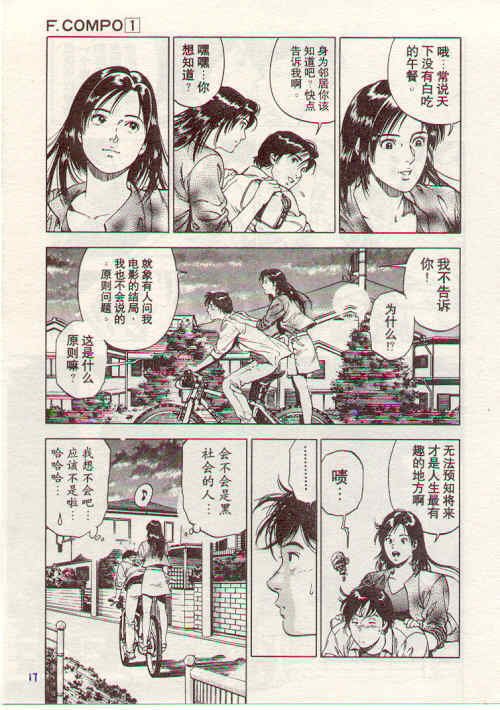 F. COMPO 1
哦…常说天
下没有白吃
的午餐。
身为邻居你该
知道吧？快点
告诉我啊。
嘿嘿…你
想知道？
我不告诉
你！
为什么!?
就象有人问我
电影的结局，
我也不会说的
。原则问题。
这是什么
原则嘛？
无法预知将来
才是人生最有
趣的地方啊
啧…
会不会是黑
社会的人…
我想不会吧…
应该不是啦…
哈哈哈…
17